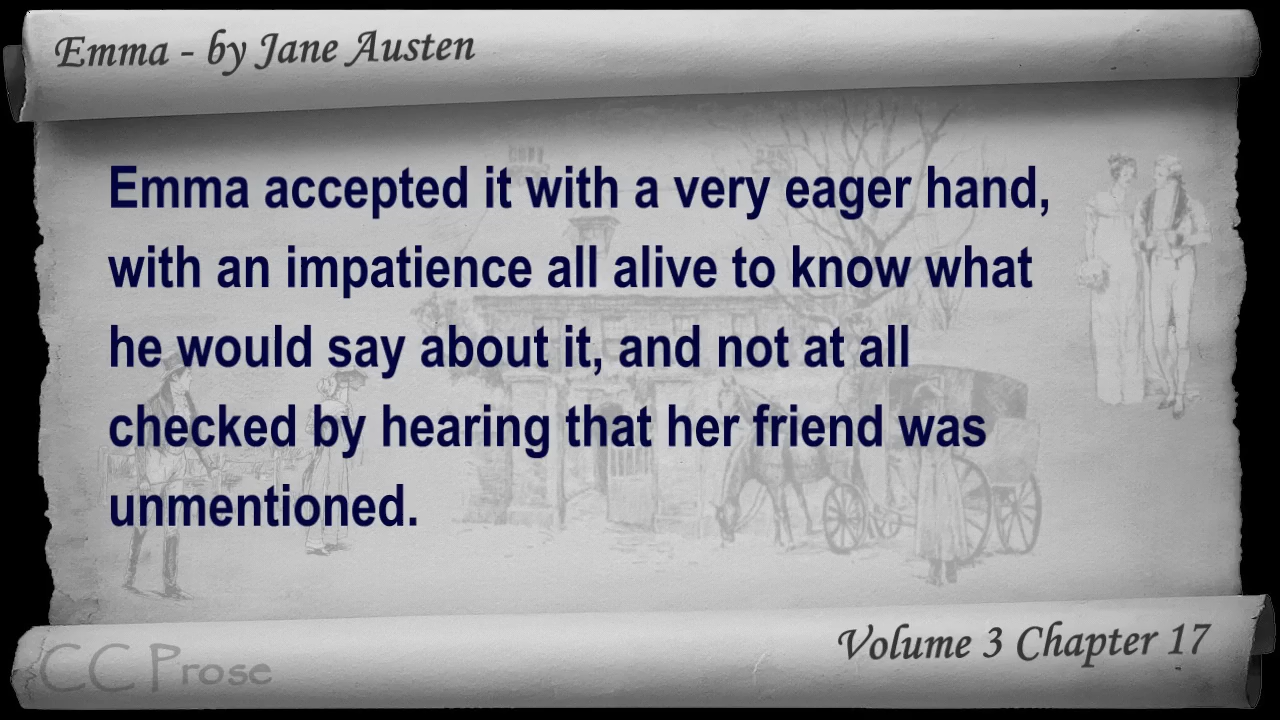 Emma - by Jane Austen
Emma accepted it with a very eager hand,
with an impatience all alive to know what
he would say about it, and not at all
checked by hearing that her friend was
unmentioned.
Volume 3 Chapter 17
CC Prose